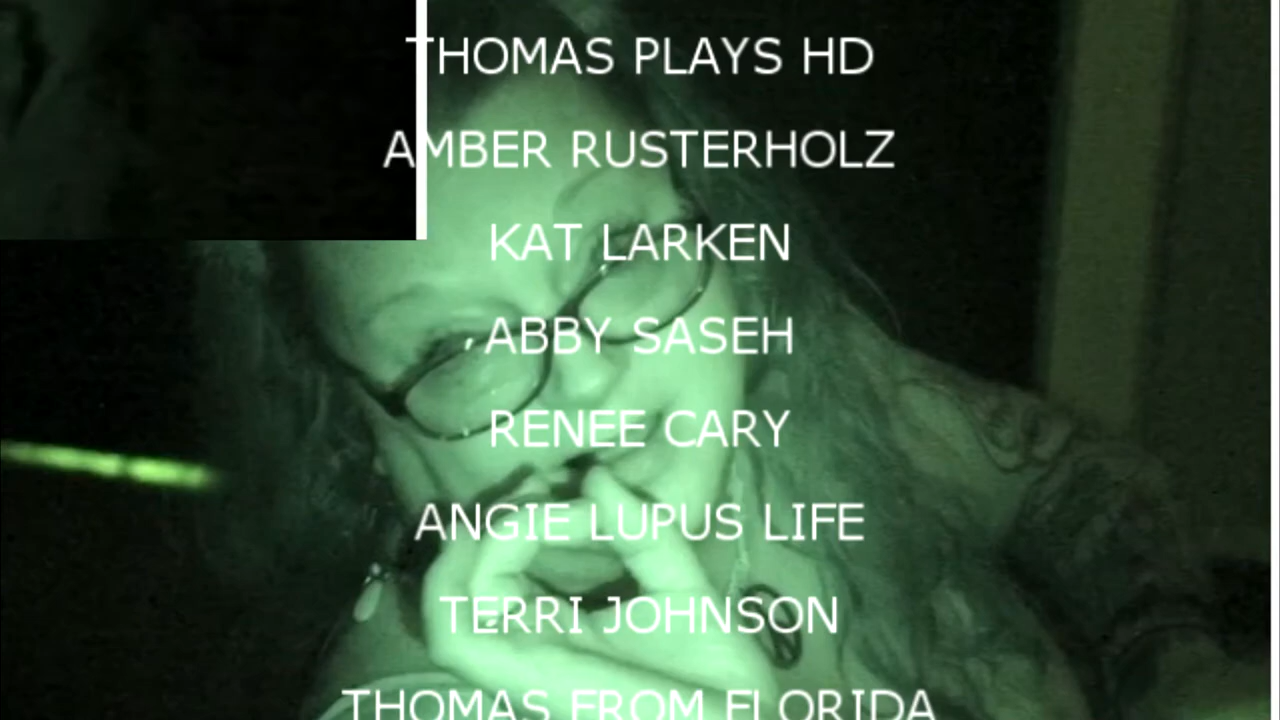 THOMAS PLAYS HD
AMBER RUSTERHOLZ
KAT LARKEN
ABBY SASEH
RENEE CARY
ANGIE LUPUS LIFE
TERRI JOHNSON
THOMAS FROM FLORIDA